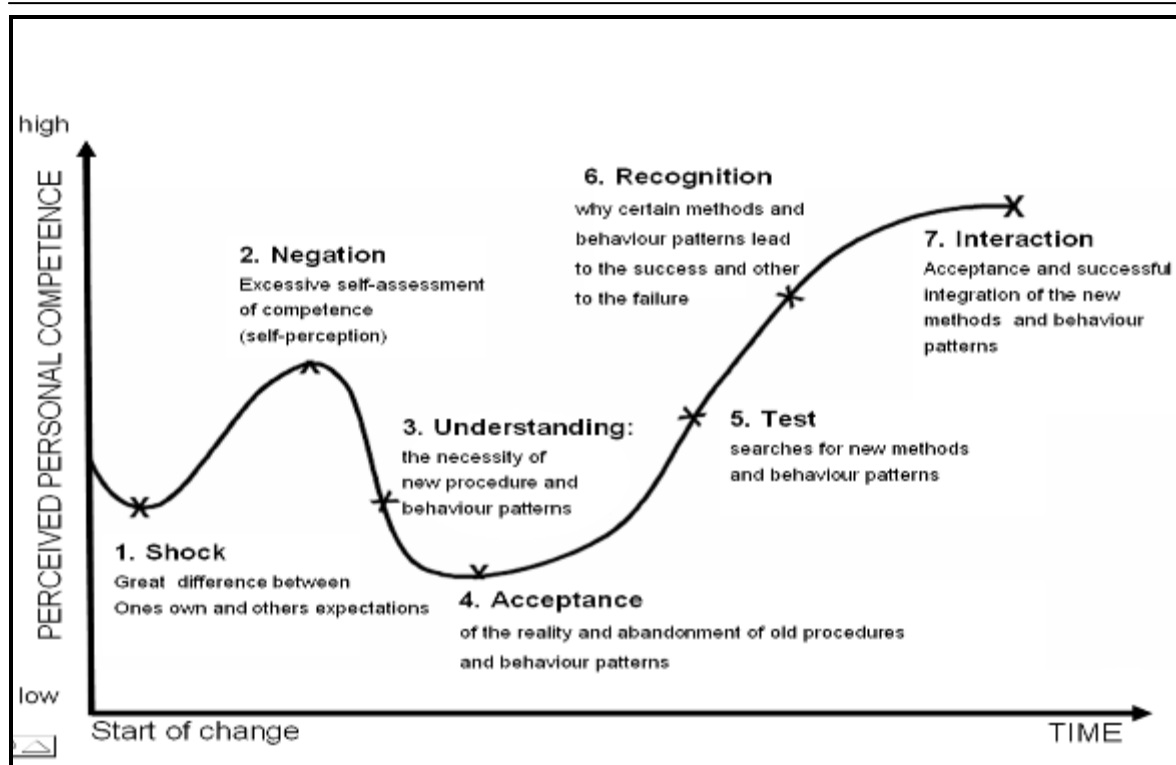 high
PERCEIVED PERSONAL COMPETENCE
low
Start of change
TIME
1. Shock
Great difference between
Ones own and others expectations
2. Negation
Excessive self-assessment
of competence
(self-perception)
3. Understanding:
the necessity of
new procedure and
behaviour patterns
4. Acceptance
of the reality and abandonment of old procedures
and behaviour patterns
5. Test
searches for new methods
and behaviour patterns
6. Recognition
why certain methods and
behaviour patterns lead
to the success and other
to the failure
7. Interaction
Acceptance and successful
integration of the new
methods and behaviour
patterns